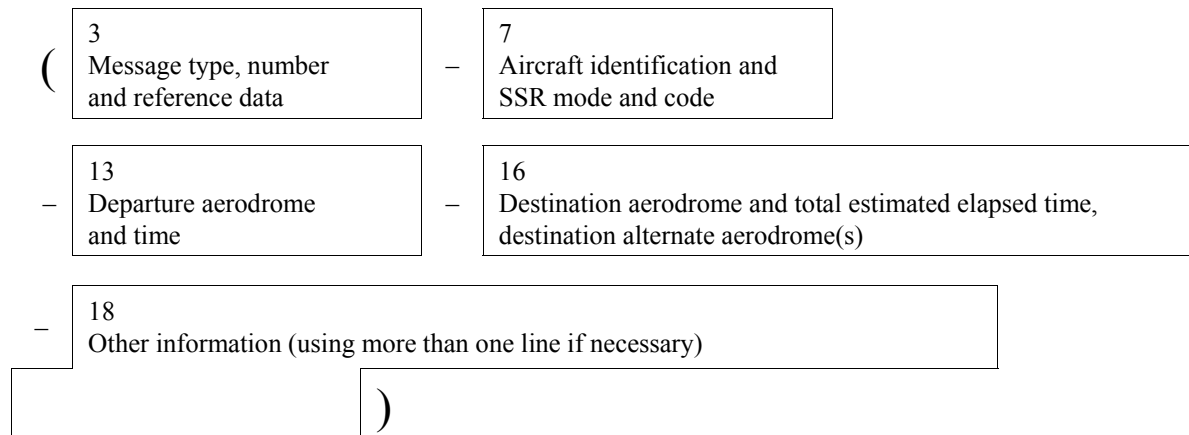 3 7
( Message type, number – Aircraft identification and
and reference data SSR mode and code
13 16
– Departure aerodrome – Destination aerodrome and total estimated elapsed time,
and time destination alternate aerodrome(s)
18
– Other information (using more than one line if necessary)
)